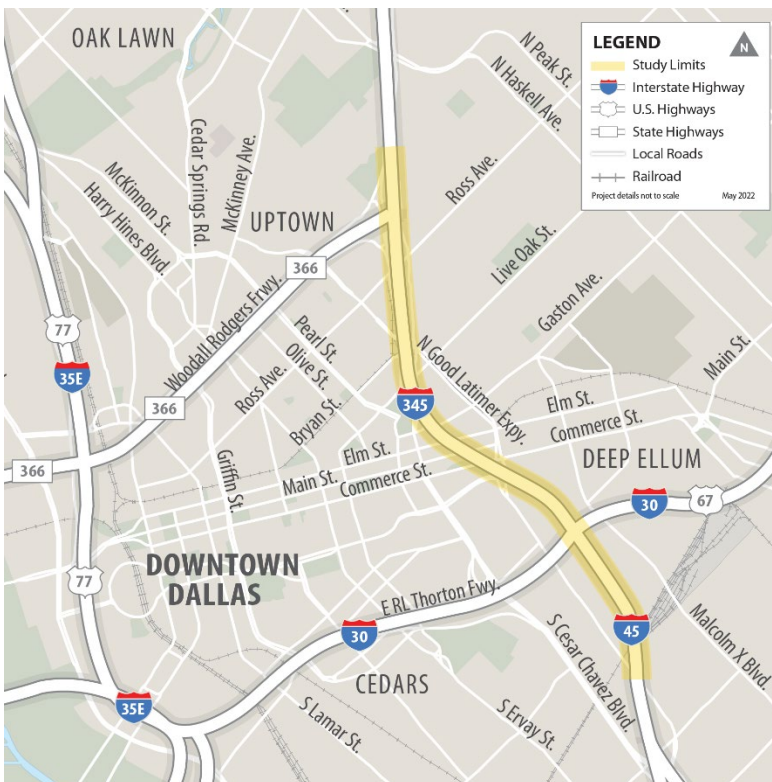 OAK LAWN
N Peak St.
N Haskell Ave.
LEGEND
N
Study Limits
Interstate Highway
U.S. Highways
State Highways
Local Roads
Railroad
Project details not to scale
May 2022
Cedar Springs Rd.
McKinney Ave.
Ross Ave.
McKinnon St.
Harry Hines Blvd.
UPTOWN
Live Oak St.
366
Woodall Rodgers Frwy.
Gaston Ave.
77
35E
Pearl St.
Olive St.
N Good Latimer Expy.
Main St.
345
366
Ross Ave.
Bryan St.
Elm St.
Commerce St.
Griffin St.
Elm St.
Main St.
Commerce St.
DEEP ELLUM
366
30
67
DOWNTOWN
DALLAS
77
E RL Thorton Fwy.
30
45
S Cesar Chavez Blvd.
Malcolm X Blvd.
CEDARS
35E
S Lamar St.
S Ervay St.